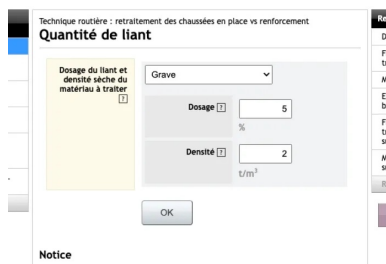 Technique routière : retraitement des chaussées en place vs renforcement
Quantité de liant
Dosage du liant et
densité sèche du
matériau à traiter
?
Grave
Dosage ?
5
%
Densité ?
2
t/m³
OK
Notice